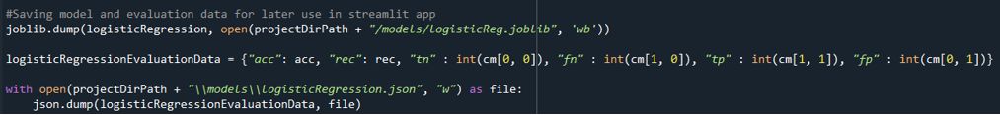 #Saving model and evaluation data for later use in streamlit app
joblib.dump(logisticRegression, open(projectDirPath + "/models/logisticReg.joblib", 'wb'))
logisticRegressionEvaluationData = {"acc": acc, "rec": rec, "tn" : int(cm[0, 0]), "fn" : int(cm[1, 0]), "tp" : int(cm[1, 1]), "fp" : int(cm[0, 1])}
with open(projectDirPath + "\\models\\logisticRegression.json", "w") as file:
    json.dump(logisticRegressionEvaluationData, file)